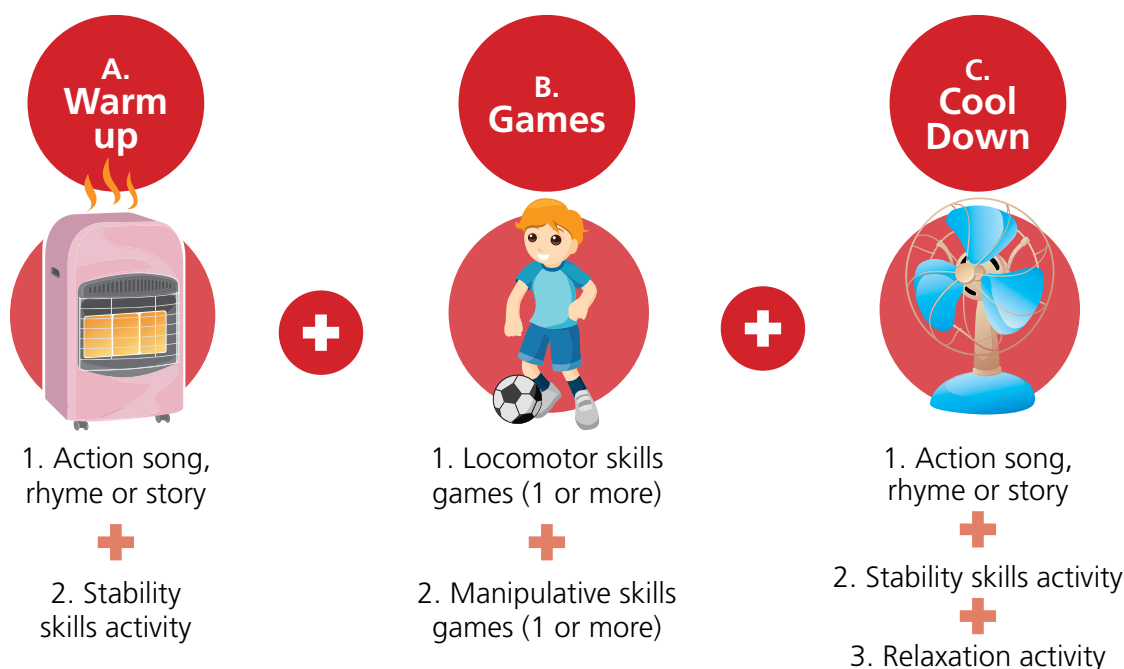 A.
Warm
up
1. Action song,
rhyme or story
2. Stability
skills activity
B.
Games
1. Locomotor skills
games (1 or more)
2. Manipulative skills
games (1 or more)
C.
Cool
Down
1. Action song,
rhyme or story
2. Stability skills activity
3. Relaxation activity